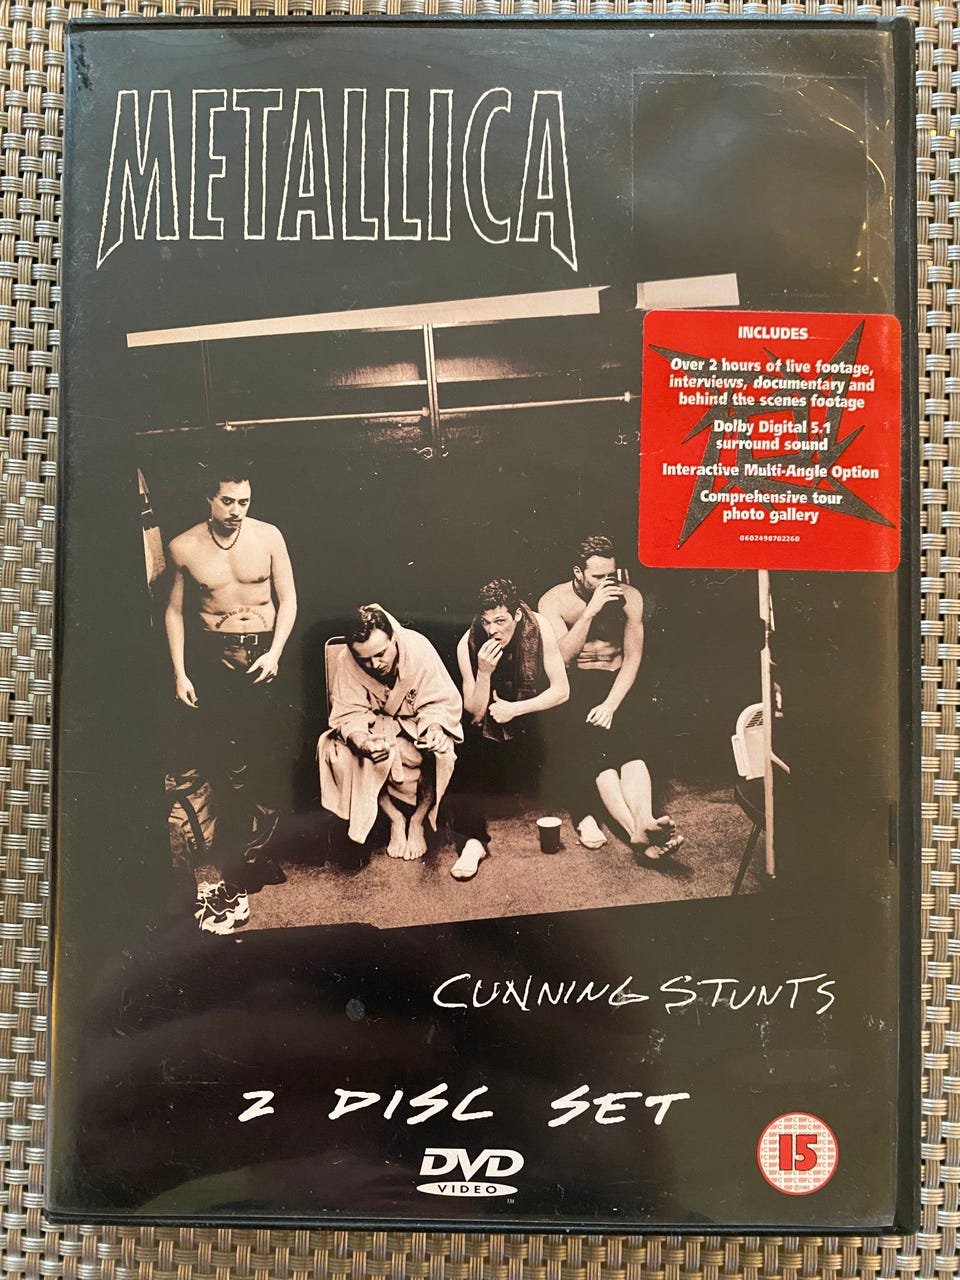 METALLICA
INCLUDES
Over 2 hours of live footage,
interviews, documentary and
behind the scenes footage
Dolby Digital 5.1
surround sound
Interactive Multi-Angle Option
Comprehensive tour
photo gallery
0602498702260
CUNNING STUNTS
2 DISC SET
DVD
VIDEO
TM
15